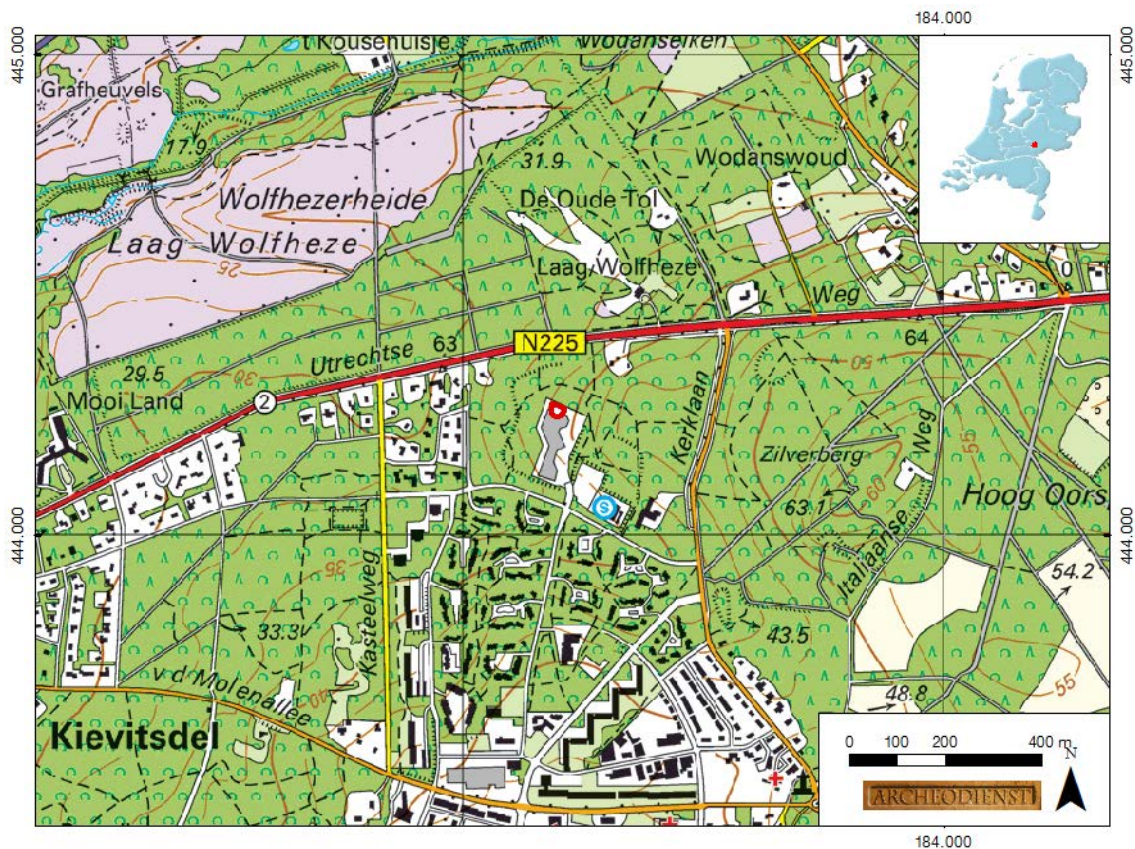 184.000
445.000
445.000
't Kousehuisje
Wodanseiken
Grafheuvels
17.9
31.9
Wodanswoud
De Oude Tol
Wolfhezerheide
Laag Wolfheze
25
Laag Wolfheze
Weg
N225
63
64
Utrechtse
50
29.5
Mooi Land
2
Kerklaan
Zilverberg
Weg
55
60
63.1
Hoog Oors
S
444.000
444.000
Italiaanse
54.2
35
Kasteelweg
33.3
43.5
v d Molenallee
40
48.8
55
Kievitsdel
0 100 200 400 m
N
ARCHEODIENST
184.000